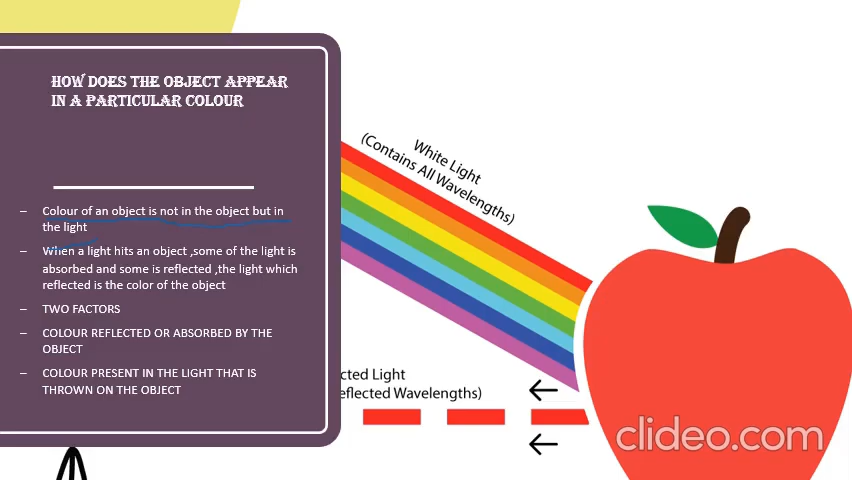 HOW DOES THE OBJECT APPEAR
IN A PARTICULAR COLOUR
– Colour of an object is not in the object but in
the light
– When a light hits an object ,some of the light is
absorbed and some is reflected ,the light which
reflected is the color of the object
– TWO FACTORS
– COLOUR REFLECTED OR ABSORBED BY THE
OBJECT
– COLOUR PRESENT IN THE LIGHT THAT IS
THROWN ON THE OBJECT
White Light
(Contains All Wavelengths)
cted Light
eflected Wavelengths)
clideo.com